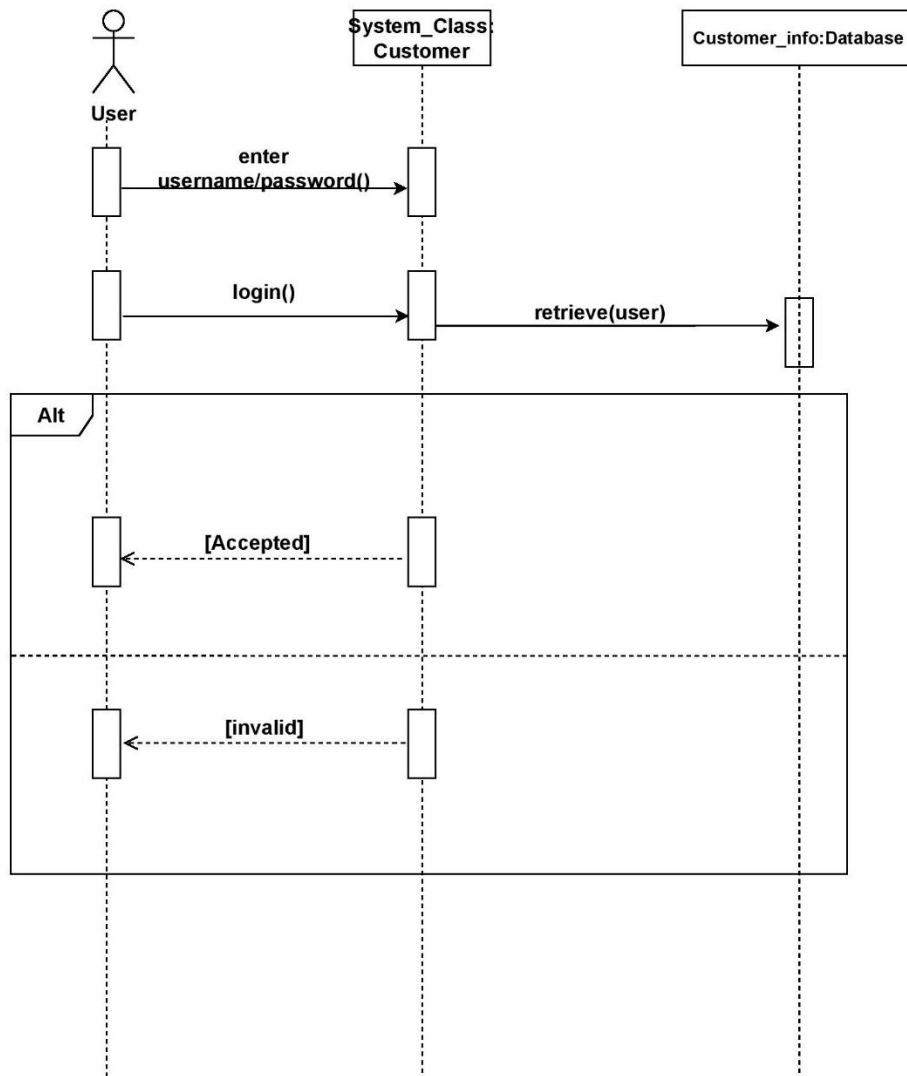 System_Class:
Customer
Customer_info:Database
User
enter
username/password()
login()
retrieve(user)
Alt
[Accepted]
[invalid]